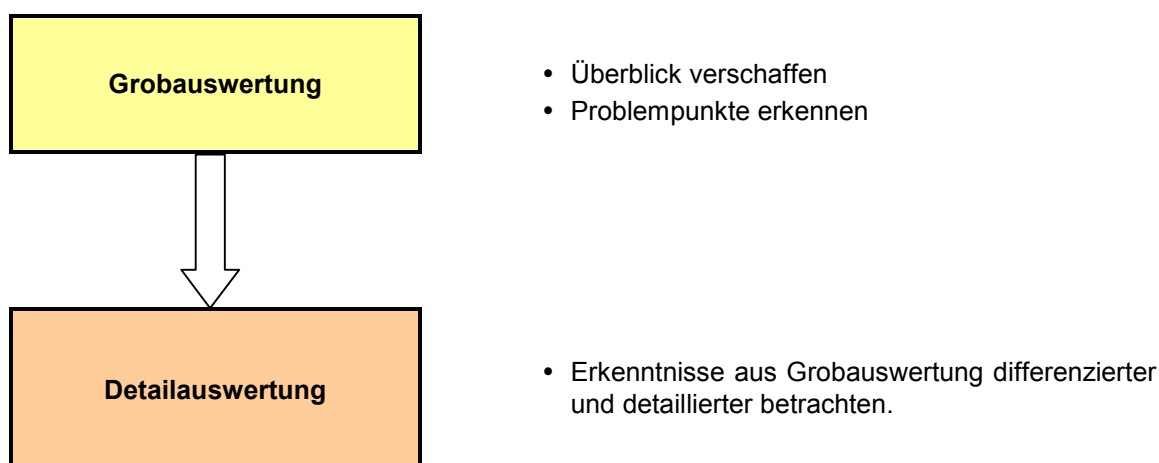 Grobauswertung
• Überblick verschaffen
• Problempunkte erkennen
Detailauswertung
• Erkenntnisse aus Grobauswertung differenzierter
und detaillierter betrachten.